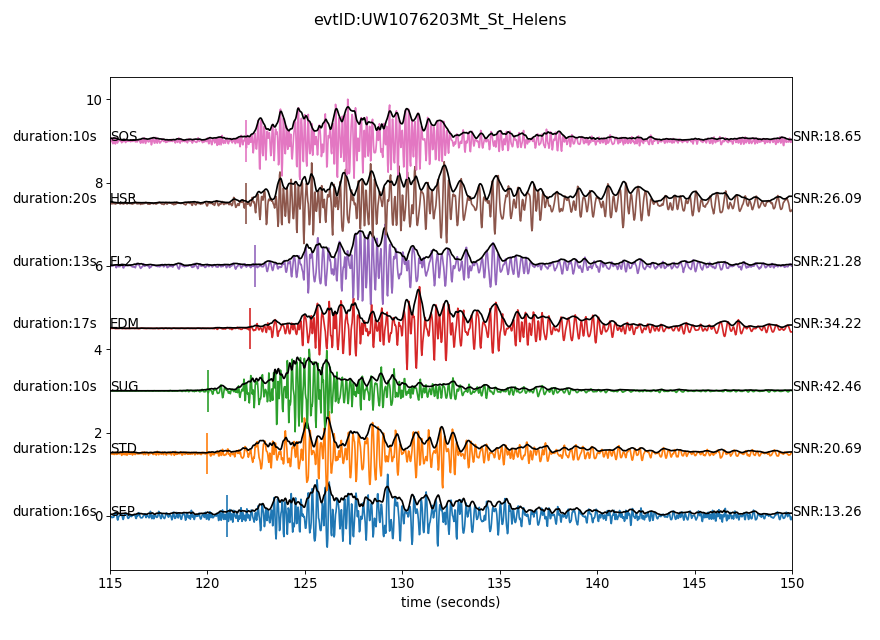 evtID:UW1076203Mt_St_Helens
10
duration:10s SOS SNR:18.65
8
duration:20s HSR SNR:26.09
duration:13s FL2 SNR:21.28
6
duration:17s EDM SNR:34.22
4
duration:10s SUG SNR:42.46
2
duration:12s STD SNR:20.69
duration:16s SEP SNR:13.26
0
115 120 125 130 135 140 145 150
time (seconds)